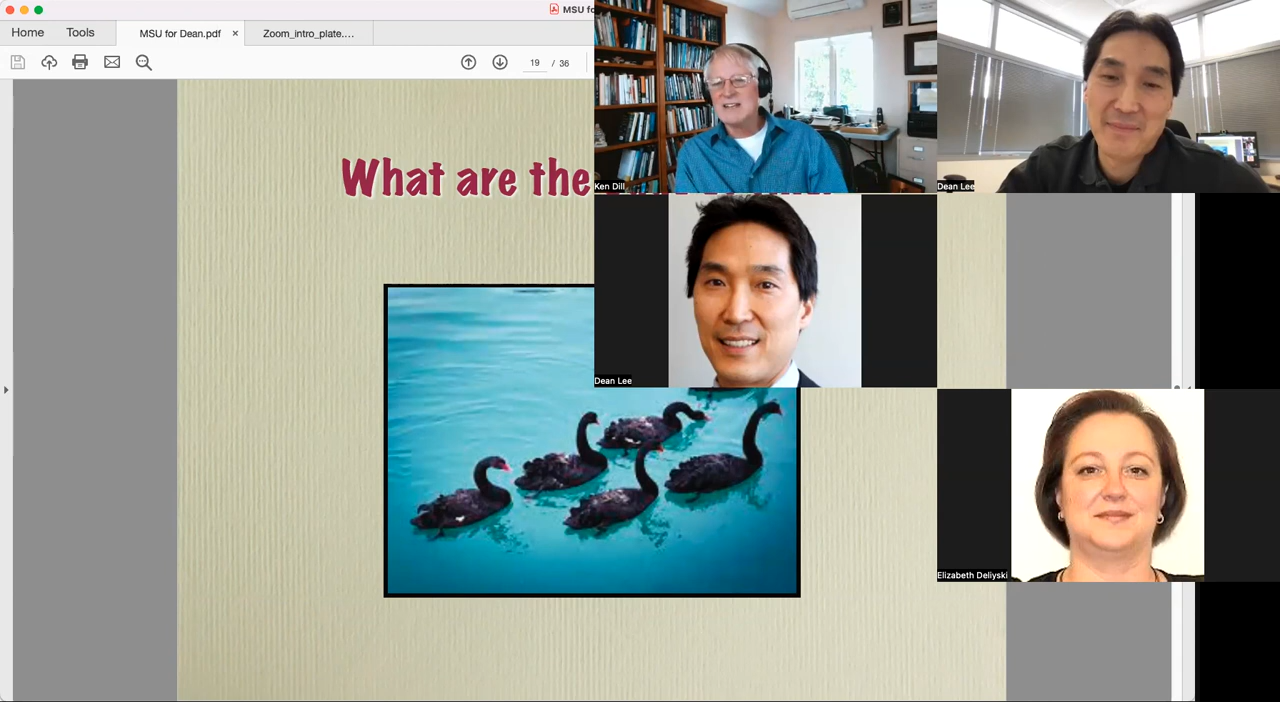 MSU fo
Home
Tools
MSU for Dean.pdf
×
Zoom_intro_plate....
19 / 36
What are the
Ken Dill
Dean Lee
Dean Lee
Elizabeth Deliyski